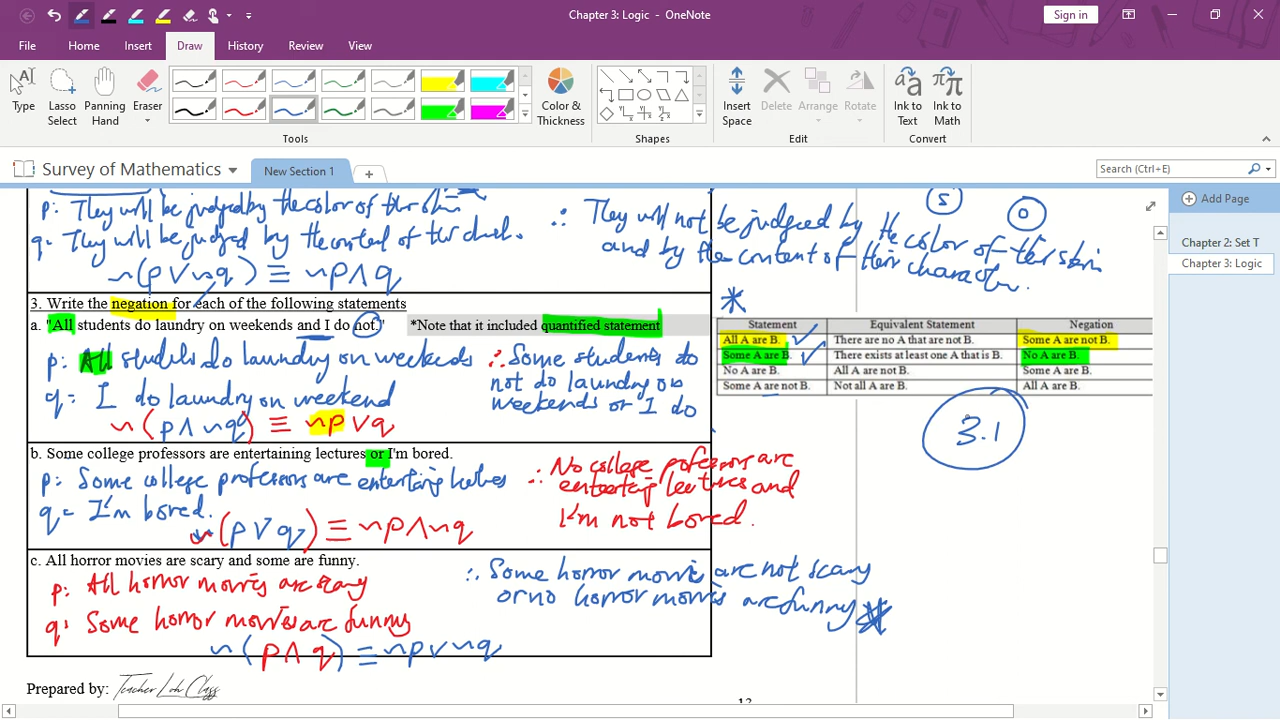 Chapter 3: Logic - OneNote
Sign in
File Home Insert Draw History Review View
Type
Lasso Select
Panning Hand
Eraser
Color & Thickness
Insert Space
Delete
Arrange
Rotate
Ink to Text
Ink to Math
Tools
Shapes
Edit
Convert
Survey of Mathematics
New Section 1
Search (Ctrl+E)
Add Page
Chapter 2: Set T
Chapter 3: Logic
p: They will be judged by the color of their skin
q: They will be judged by the content of their
~(p ∨ ~q) ≡ ~p ∧ q
∴ They will not be judged by the color of their skin
and by the content of their character.
5
0
3. Write the negation for each of the following statements
a. "All students do laundry on weekends and I do not."
*Note that it included quantified statement
p: All students do laundry on weekends
q: I do laundry on weekend
~(p ∧ ~q) ≡ ~p ∨ q
∴ Some students do
not do laundry on
weekends or I do
Statement Equivalent Statement Negation
All A are B. There are no A that are not B. Some A are not B.
Some A are B. There exists at least one A that is B. No A are B.
No A are B. All A are not B. Some A are B.
Some A are not B. Not all A are B. All A are B.
3.1
b. Some college professors are entertaining lectures or I'm bored.
p: Some college professors are entertaining lectures
q: I'm bored.
~(p ∨ q) ≡ ~p ∧ ~q
∴ No college professors are
entertaining lectures and
I'm not bored.
c. All horror movies are scary and some are funny.
p: All horror movies are scary
q: Some horror movies are funny
~(p ∧ q) ≡ ~p ∨ ~q
∴ Some horror movies are not scary
or no horror movies are funny
Prepared by: Teacher Loh Class